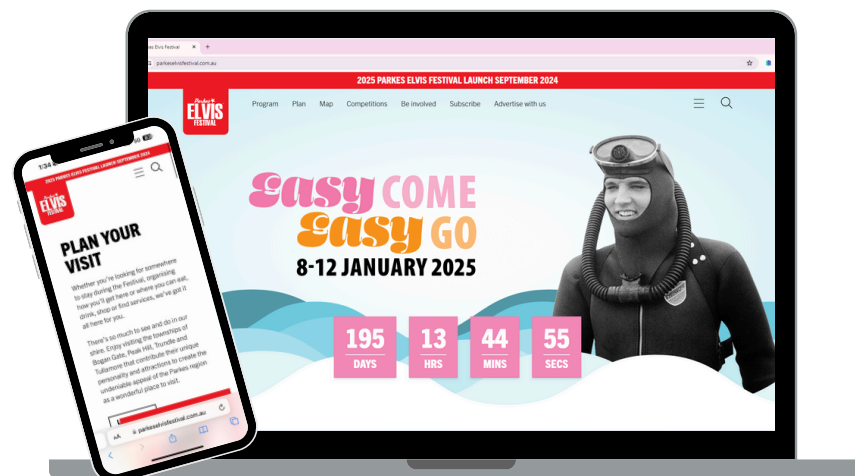 es Elvis Festival
parkeselvisfestival.com.au
2025 PARKES ELVIS FESTIVAL LAUNCH SEPTEMBER 2024
Parkes
ELVIS
FESTIVAL
Program Plan Map Competitions Be involved Subscribe Advertise with us
easy COME
easy GO
8-12 JANUARY 2025
195 13 44 55
DAYS HRS MINS SECS
1:34
2025 PARKES ELVIS FESTIVAL LAUNCH SEPTEMBER 2024
Parkes
ELVIS
FESTIVAL
PLAN YOUR
VISIT
Whether you're looking for somewhere
to stay during the Festival, organising
how you'll get here or where you can eat,
drink, shop or find services, we've got it
all here for you.
There's so much to see and do in our
shire. Enjoy visiting the townships of
Bogan Gate, Peak Hill, Trundle and
Tullamore that contribute their unique
personality and attractions to create the
undeniable appeal of the Parkes region
as a wonderful place to visit.
AA parkeselvisfestival.com.au